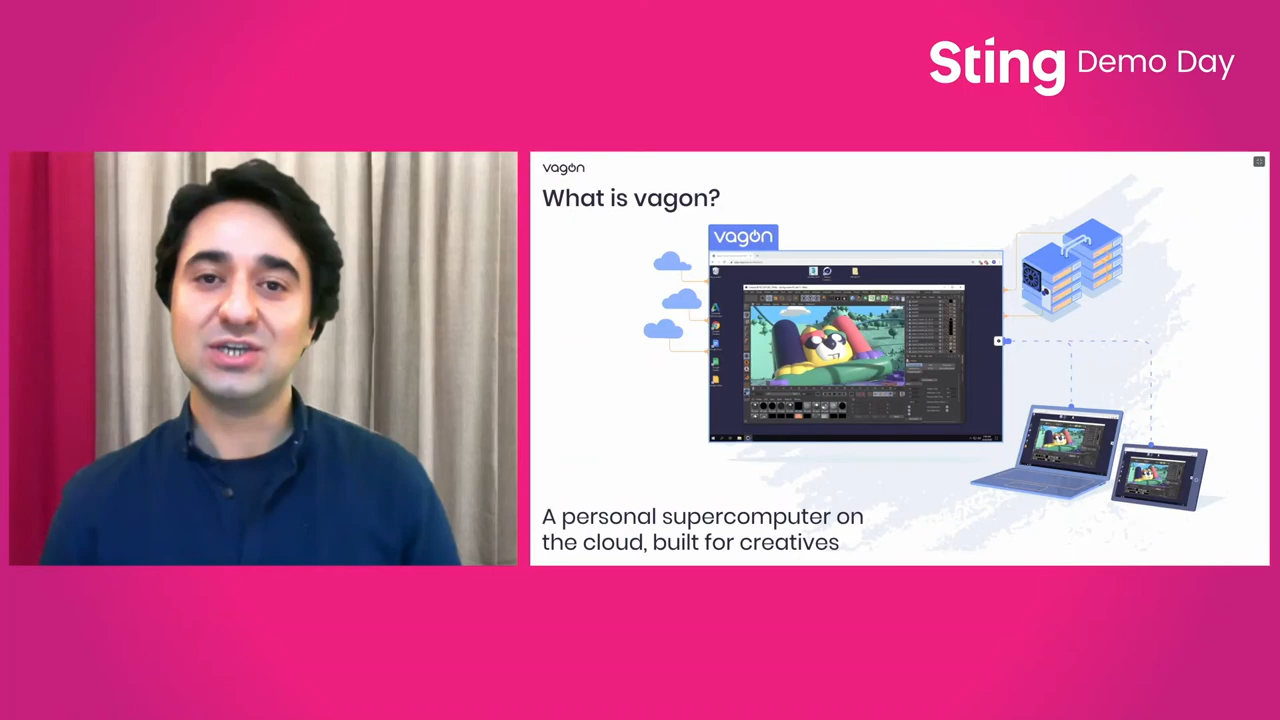 Sting Demo Day
vagon
What is vagon?
vagon
A personal supercomputer on
the cloud, built for creatives